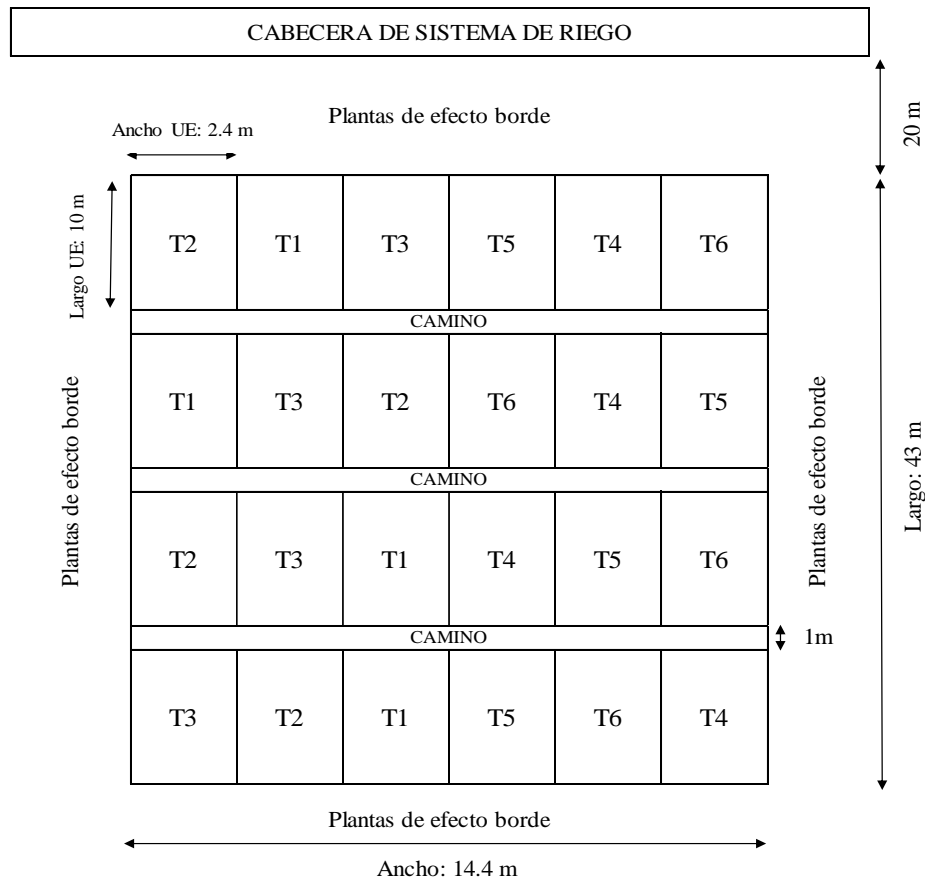 CABECERA DE SISTEMA DE RIEGO
Plantas de efecto borde
20 m
Ancho UE: 2.4 m
Largo UE: 10 m
T2 T1 T3 T5 T4 T6
CAMINO
T1 T3 T2 T6 T4 T5
Plantas de efecto borde
Plantas de efecto borde
Largo: 43 m
CAMINO
T2 T3 T1 T4 T5 T6
CAMINO
1m
T3 T2 T1 T5 T6 T4
Plantas de efecto borde
Ancho: 14.4 m